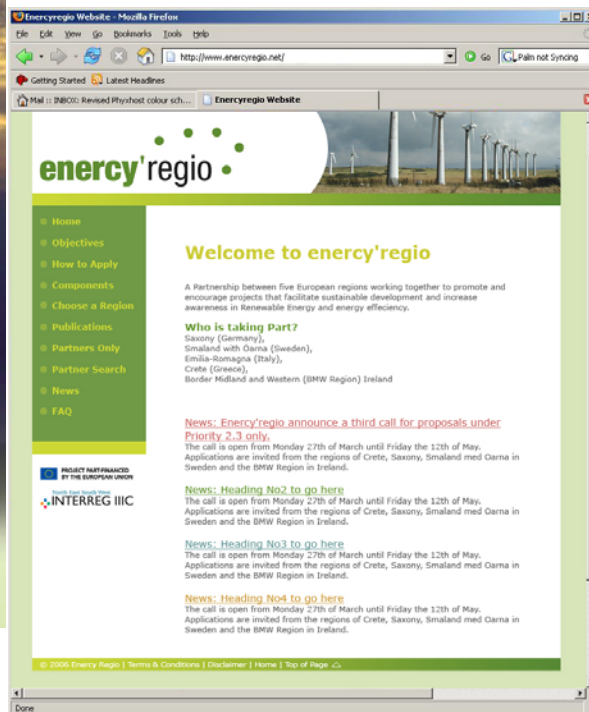 Enercyregio Website - Mozilla Firefox
File Edit View Go Bookmarks Tools Help
http://www.enercyregio.net/ Go Palm not Syncing
Getting Started Latest Headlines
Mail :: INBOX: Revised Phyxhost colour sch... Enercyregio Website
enercy'regio
Home
Objectives
How to Apply
Components
Choose a Region
Publications
Partners Only
Partner Search
News
FAQ
PROJECT PART-FINANCED
BY THE EUROPEAN UNION
North East South West
INTERREG IIIC
Welcome to enercy'regio
A Partnership between five European regions working together to promote and
encourage projects that facilitate sustainable development and increase
awareness in Renewable Energy and energy effeciency.
Who is taking Part?
Saxony (Germany),
Smaland with Oarna (Sweden),
Emilia-Romagna (Italy),
Crete (Greece),
Border Midland and Western (BMW Region) Ireland
News: Enercy'regio announce a third call for proposals under
Priority 2.3 only.
The call is open from Monday 27th of March until Friday the 12th of May.
Applications are invited from the regions of Crete, Saxony, Smaland med Oarna in
Sweden and the BMW Region in Ireland.
News: Heading No2 to go here
The call is open from Monday 27th of March until Friday the 12th of May.
Applications are invited from the regions of Crete, Saxony, Smaland med Oarna in
Sweden and the BMW Region in Ireland.
News: Heading No3 to go here
The call is open from Monday 27th of March until Friday the 12th of May.
Applications are invited from the regions of Crete, Saxony, Smaland med Oarna in
Sweden and the BMW Region in Ireland.
News: Heading No4 to go here
The call is open from Monday 27th of March until Friday the 12th of May.
Applications are invited from the regions of Crete, Saxony, Smaland med Oarna in
Sweden and the BMW Region in Ireland.
© 2006 Energy Regio | Terms & Conditions | Disclaimer | Home | Top of Page
Done